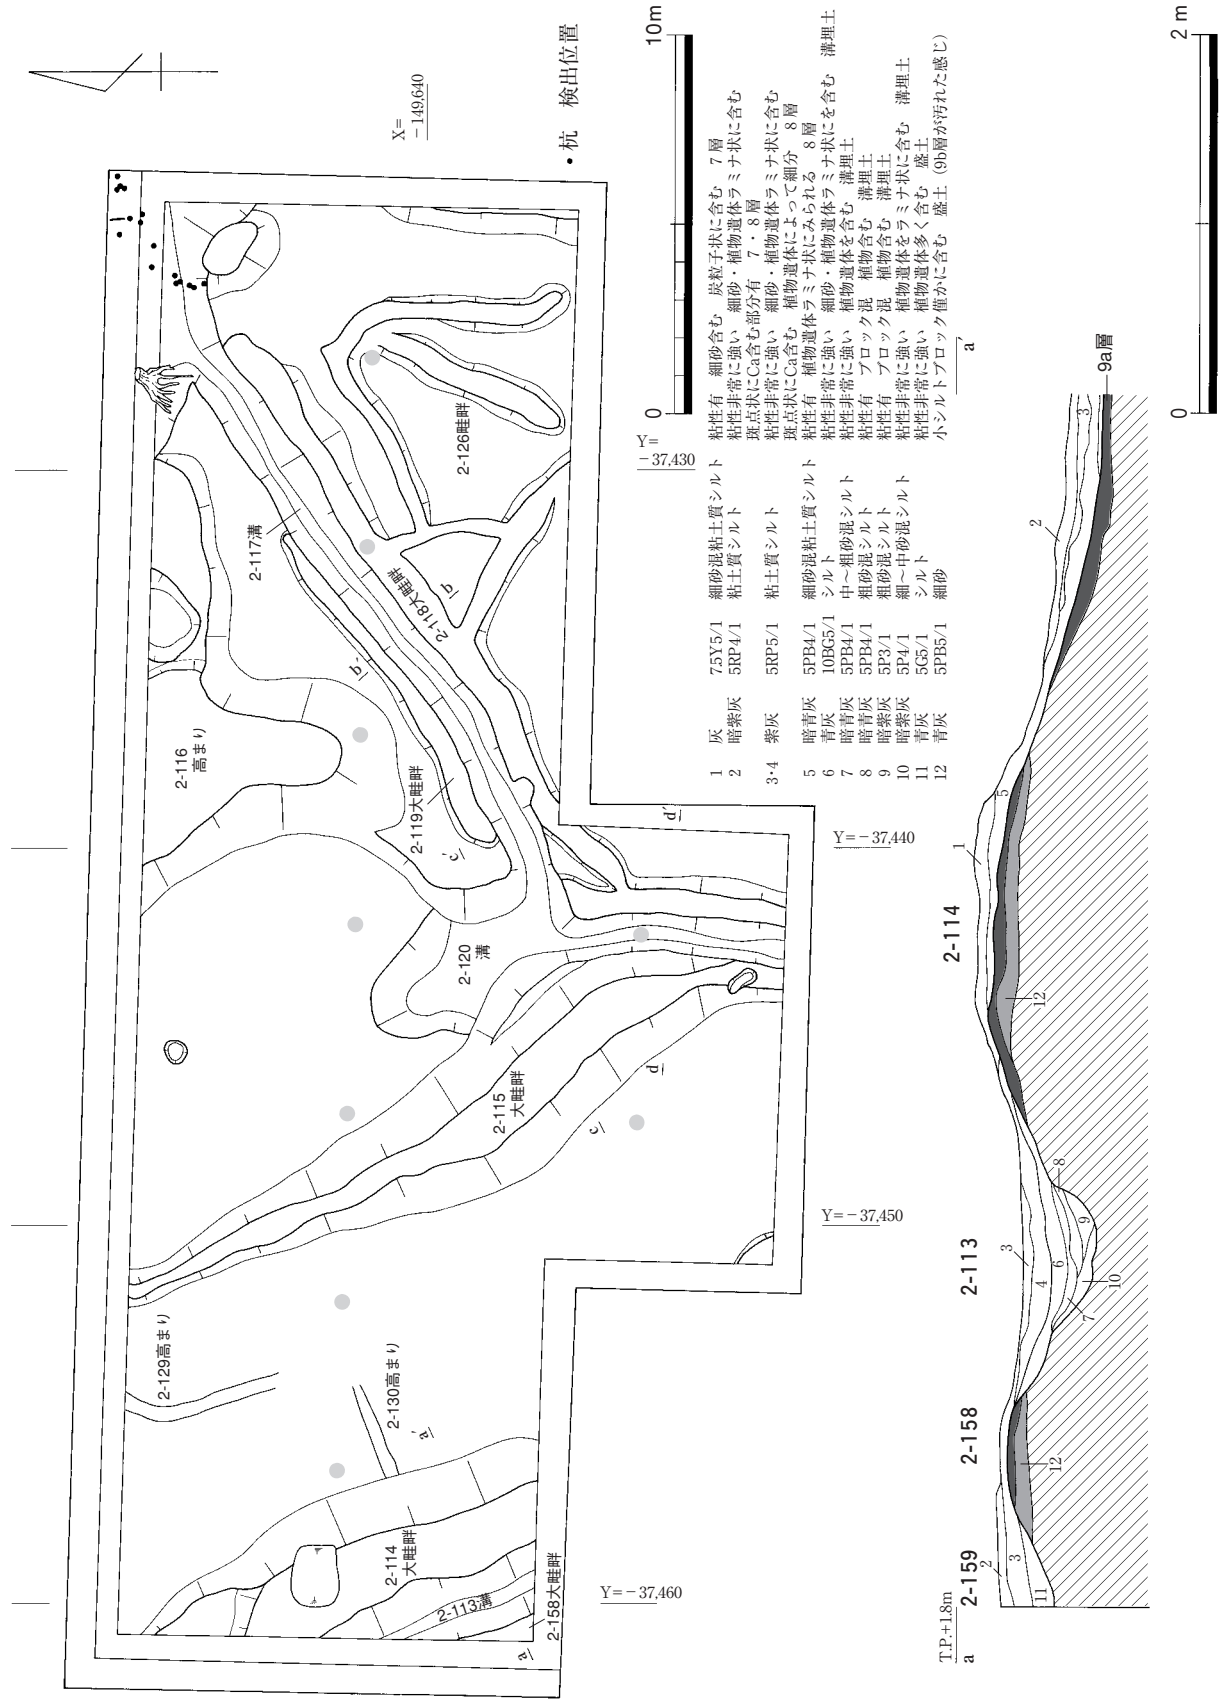 X=
-149,640
・杭　検出位置
2-126畦畔
2-117溝
2-118大畦畔
b
b´
2-116
高まり
2-119大畦畔
c´
d´
2-120
溝
2-115
大畦畔
c
d
2-129高まり
2-130高まり
a´
2-114
大畦畔
2-113溝
2-158大畦畔
a
Y=
-37,430
Y=-37,440
Y=-37,450
Y=-37,460
0
10m
1　灰　7.5Y5/1　細砂混粘土質シルト　粘性有　細砂含む　炭粒子状に含む　7層
2　暗紫灰　5RP4/1　粘土質シルト　粘性非常に強い　細砂・植物遺体ラミナ状に含む
斑点状にCa含む部分有　7・8層
3・4　紫灰　5RP5/1　粘土質シルト　粘性非常に強い　細砂・植物遺体ラミナ状に含む
斑点状にCa含む　植物遺体によって細分　8層
5　暗青灰　5PB4/1　細砂混粘土質シルト　粘性有　植物遺体ラミナ状にみられる　8層
6　青灰　10BG5/1　シルト　粘性非常に強い　細砂・植物遺体ラミナ状にを含む　溝埋土
7　暗青灰　5PB4/1　中～粗砂混シルト　粘性非常に強い　植物遺体を含む　溝埋土
8　暗青灰　5PB4/1　粗砂混シルト　粘性有　ブロック混　植物含む　溝埋土
9　暗紫灰　5P3/1　粗砂混シルト　粘性有　ブロック混　植物含む　溝埋土
10　暗紫灰　5P4/1　細～中砂混シルト　粘性非常に強い　植物遺体をラミナ状に含む　溝埋土
11　青灰　5G5/1　シルト　粘性非常に強い　植物遺体多く含む　盛土
12　青灰　5PB5/1　細砂　小シルトブロック僅かに含む　盛土（9b層が汚れた感じ）
T.P.+1.8m
a
a´
2-159
2-158
2-113
2-114
2
3
11
12
3
4
6
7
8
9
10
12
1
5
2
3
9a層
0
2 m